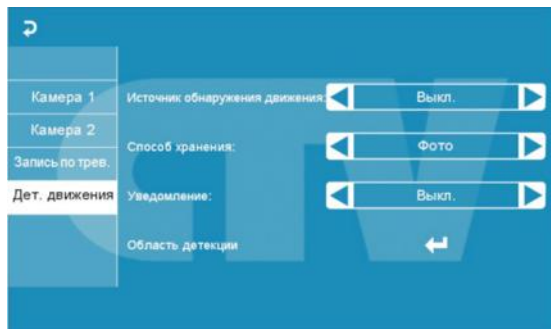 Камера 1
Источник обнаружения движения:
Выкл.
Камера 2
Способ хранения:
Фото
Запись по трев.
Дет. движения
Уведомление:
Выкл.
Область детекции
CTV